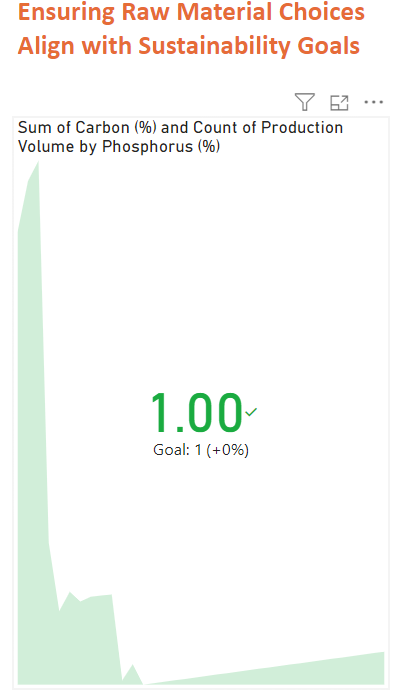 Ensuring Raw Material Choices
Align with Sustainability Goals
Sum of Carbon (%) and Count of Production
Volume by Phosphorus (%)
1.00
Goal: 1 (+0%)